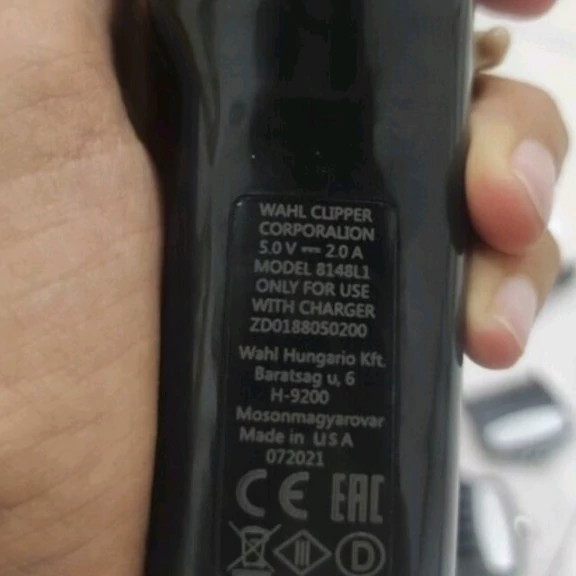 WAHL CLIPPER
CORPORALION
5.0 V ⎓ 2.0 A
MODEL 8148L1
ONLY FOR USE
WITH CHARGER
ZD0188050200
Wahl Hungario Kft.
Baratsag u, 6
H-9200
Mosonmagyarovar
Made in USA
072021
CE EAC
III D